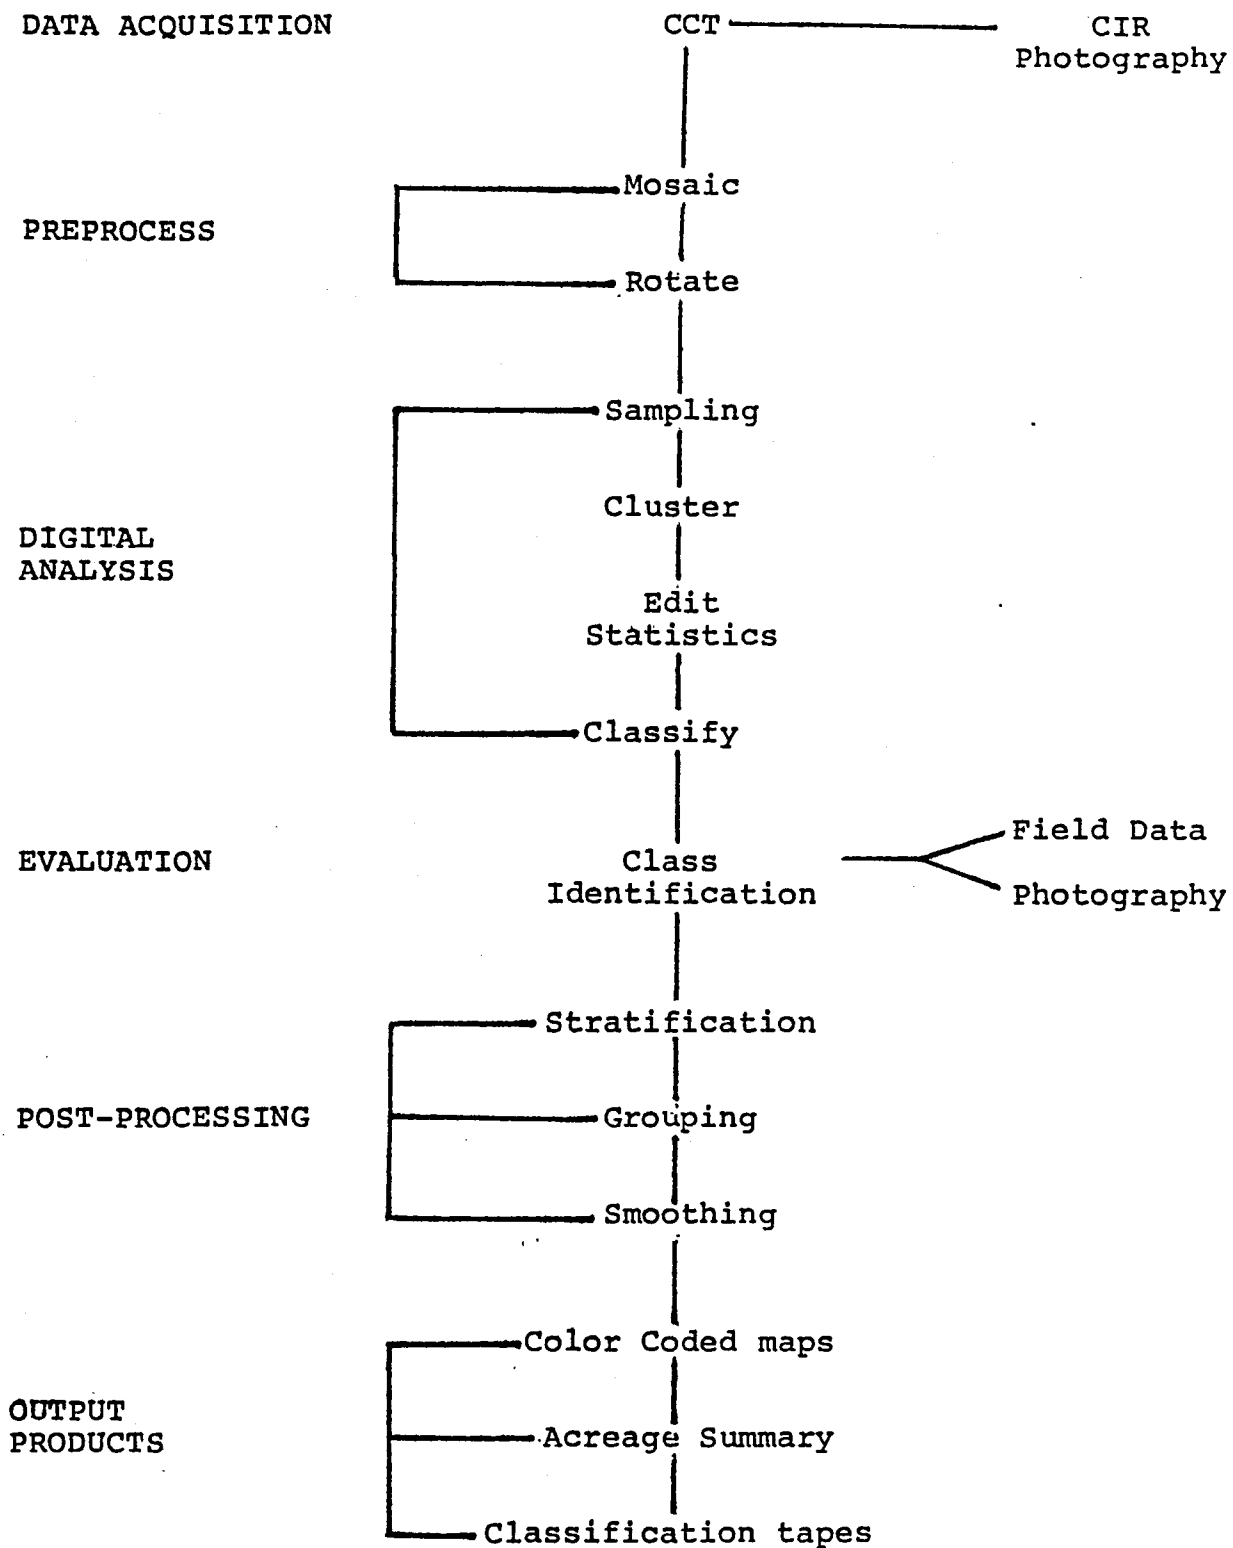 DATA ACQUISITION
CCT
CIR
Photography
Mosaic
PREPROCESS
Rotate
Sampling
Cluster
DIGITAL
ANALYSIS
Edit
Statistics
Classify
Field Data
EVALUATION
Class
Identification
Photography
Stratification
POST-PROCESSING
Grouping
Smoothing
Color Coded maps
OUTPUT
PRODUCTS
Acreage Summary
Classification tapes